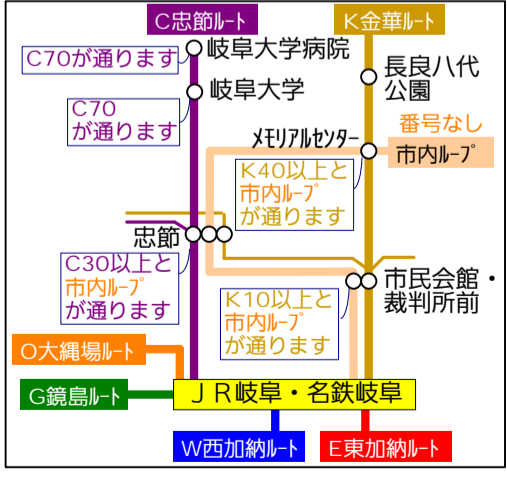 C忠節ﾙｰﾄ
K金華ﾙｰﾄ
C70が通ります
岐阜大学病院
長良八代
公園
岐阜大学
C70
が通ります
番号なし
ﾒﾓﾘｱﾙｾﾝﾀｰ
市内ﾙｰﾌﾟ
K40以上と
市内ﾙｰﾌﾟ
が通ります
忠節
C30以上と
市内ﾙｰﾌﾟ
が通ります
市民会館・
裁判所前
K10以上と
市内ﾙｰﾌﾟ
が通ります
O大縄場ﾙｰﾄ
G鏡島ﾙｰﾄ
ＪＲ岐阜・名鉄岐阜
W西加納ﾙｰﾄ
E東加納ﾙｰﾄ